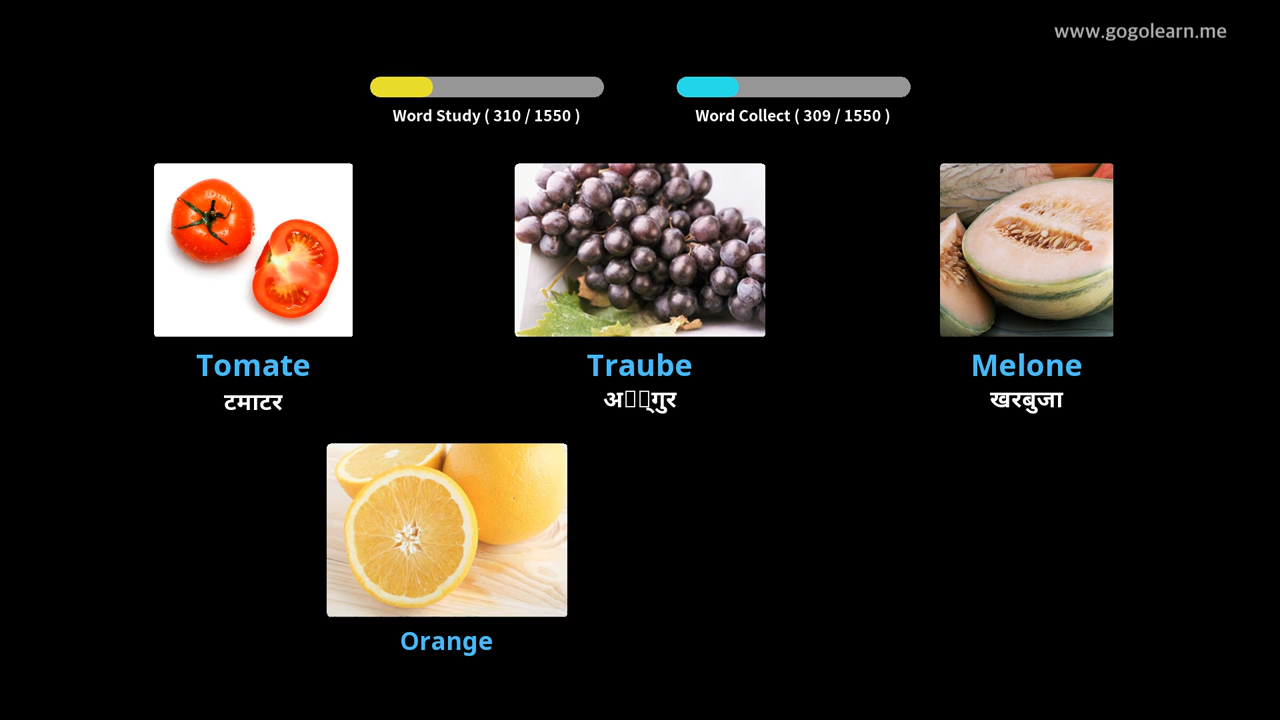 www.gogolearn.me
Word Study ( 310 / 1550 )
Word Collect ( 309 / 1550 )
Tomate
Traube
Melone
टमाटर
खरबुजा
Orange